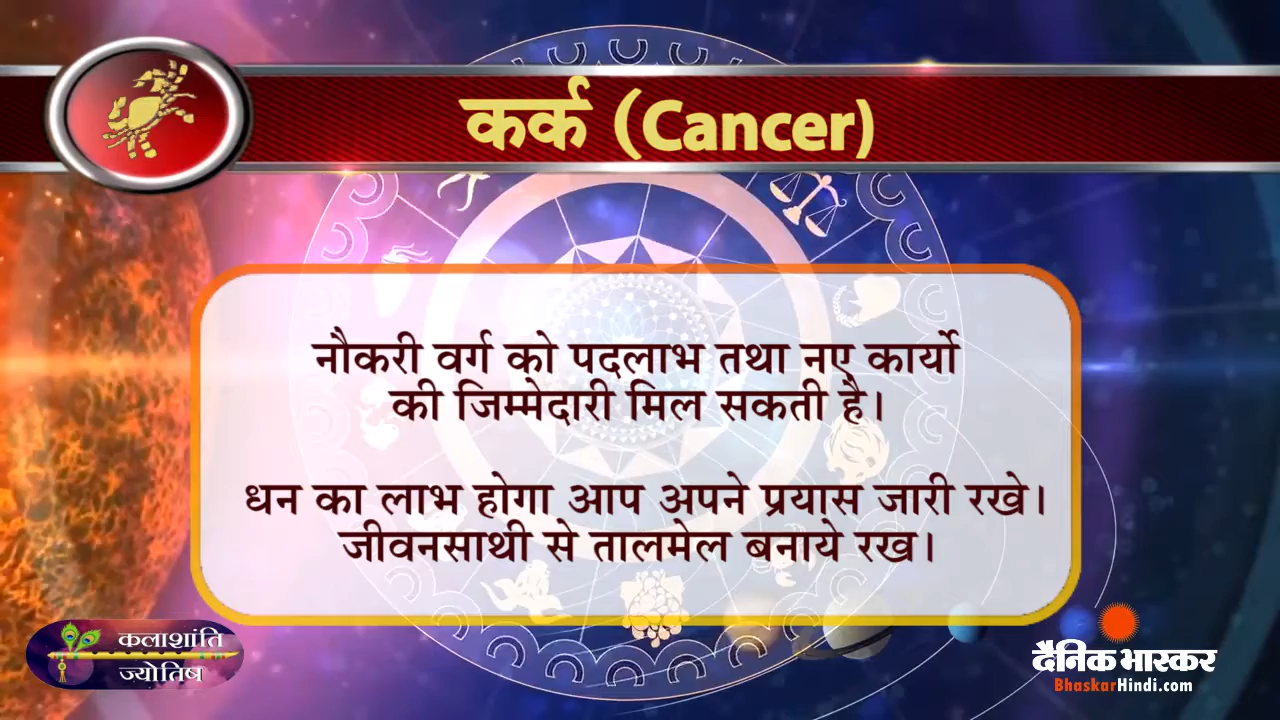 कर्क (Cancer)
नौकरी वर्ग को पदलाभ तथा नए कार्यो
की जिम्मेदारी मिल सकती है।
धन का लाभ होगा आप अपने प्रयास जारी रखे।
जीवनसाथी से तालमेल बनाये रख।
कलाशांति
ज्योतिष
दैनिक भास्कर
BhaskarHindi.com